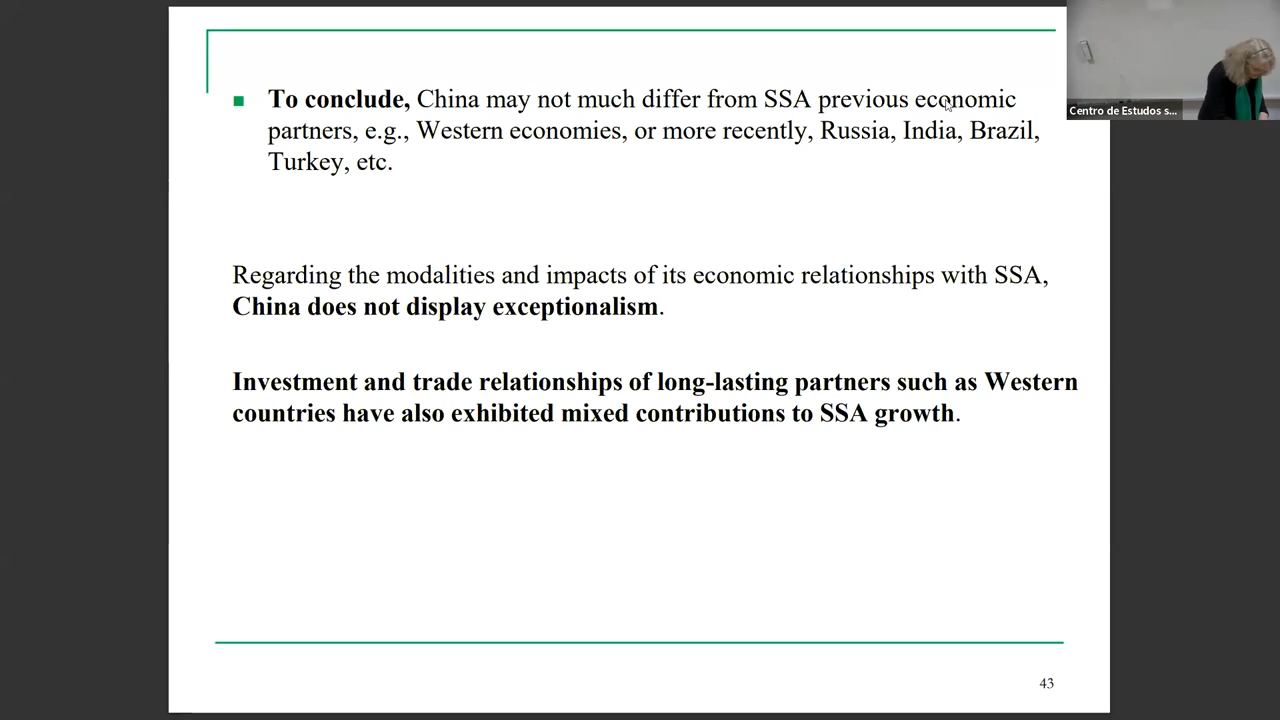 To conclude, China may not much differ from SSA previous economic
partners, e.g., Western economies, or more recently, Russia, India, Brazil,
Turkey, etc.
Regarding the modalities and impacts of its economic relationships with SSA,
China does not display exceptionalism.
Investment and trade relationships of long-lasting partners such as Western
countries have also exhibited mixed contributions to SSA growth.
43
Centro de Estudos s...